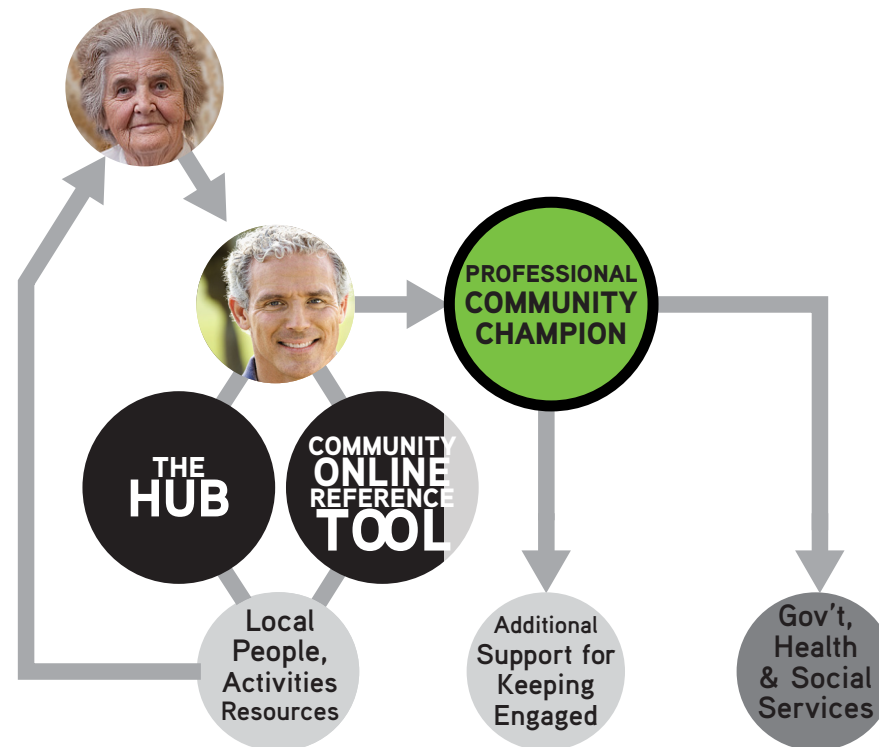 PROFESSIONAL
COMMUNITY
CHAMPION
THE
HUB
COMMUNITY
ONLINE
REFERENCE
TOOL
Local
People,
Activities
Resources
Additional
Support for
Keeping
Engaged
Gov't,
Health
& Social
Services